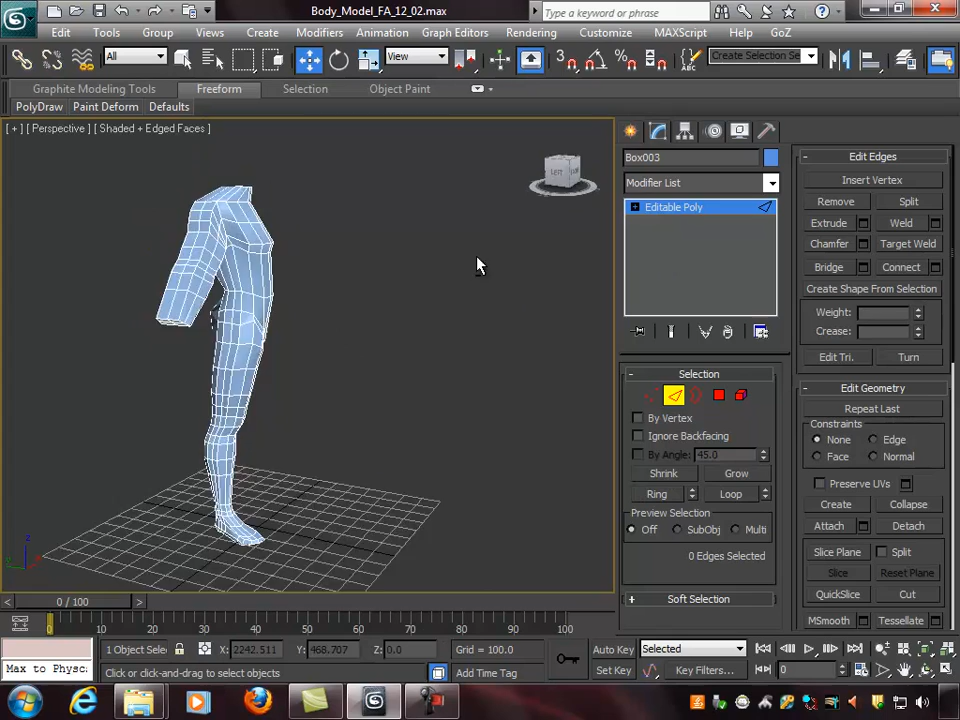 Body_Model_FA_12_02.max
Type a keyword or phrase
Edit Tools Group Views Create Modifiers Animation Graph Editors Rendering Customize MAXScript Help GoZ
All View 3 Create Selection Se
Graphite Modeling Tools Freeform Selection Object Paint
PolyDraw Paint Deform Defaults
[ + ] [ Perspective ] [ Shaded + Edged Faces ]
LEFT
Box003
Modifier List
Editable Poly
Selection
By Vertex
Ignore Backfacing
By Angle: 45.0
Shrink Grow
Ring Loop
Preview Selection
Off SubObj Multi
0 Edges Selected
Soft Selection
Edit Edges
Insert Vertex
Remove Split
Extrude Weld
Chamfer Target Weld
Bridge Connect
Create Shape From Selection
Weight:
Crease:
Edit Tri. Turn
Edit Geometry
Repeat Last
Constraints
None Edge
Face Normal
Preserve UVs
Create Collapse
Attach Detach
Slice Plane Split
Slice Reset Plane
QuickSlice Cut
MSmooth Tessellate
z
x
y
< 0 / 100 >
0 10 20 30 40 50 60 70 80 90 100
1 Object Selec X: 2242.511 Y: 468.707 Z: 0.0 Grid = 100.0 Auto Key Selected
Max to Physc Click or click-and-drag to select objects Add Time Tag Set Key Key Filters... 0